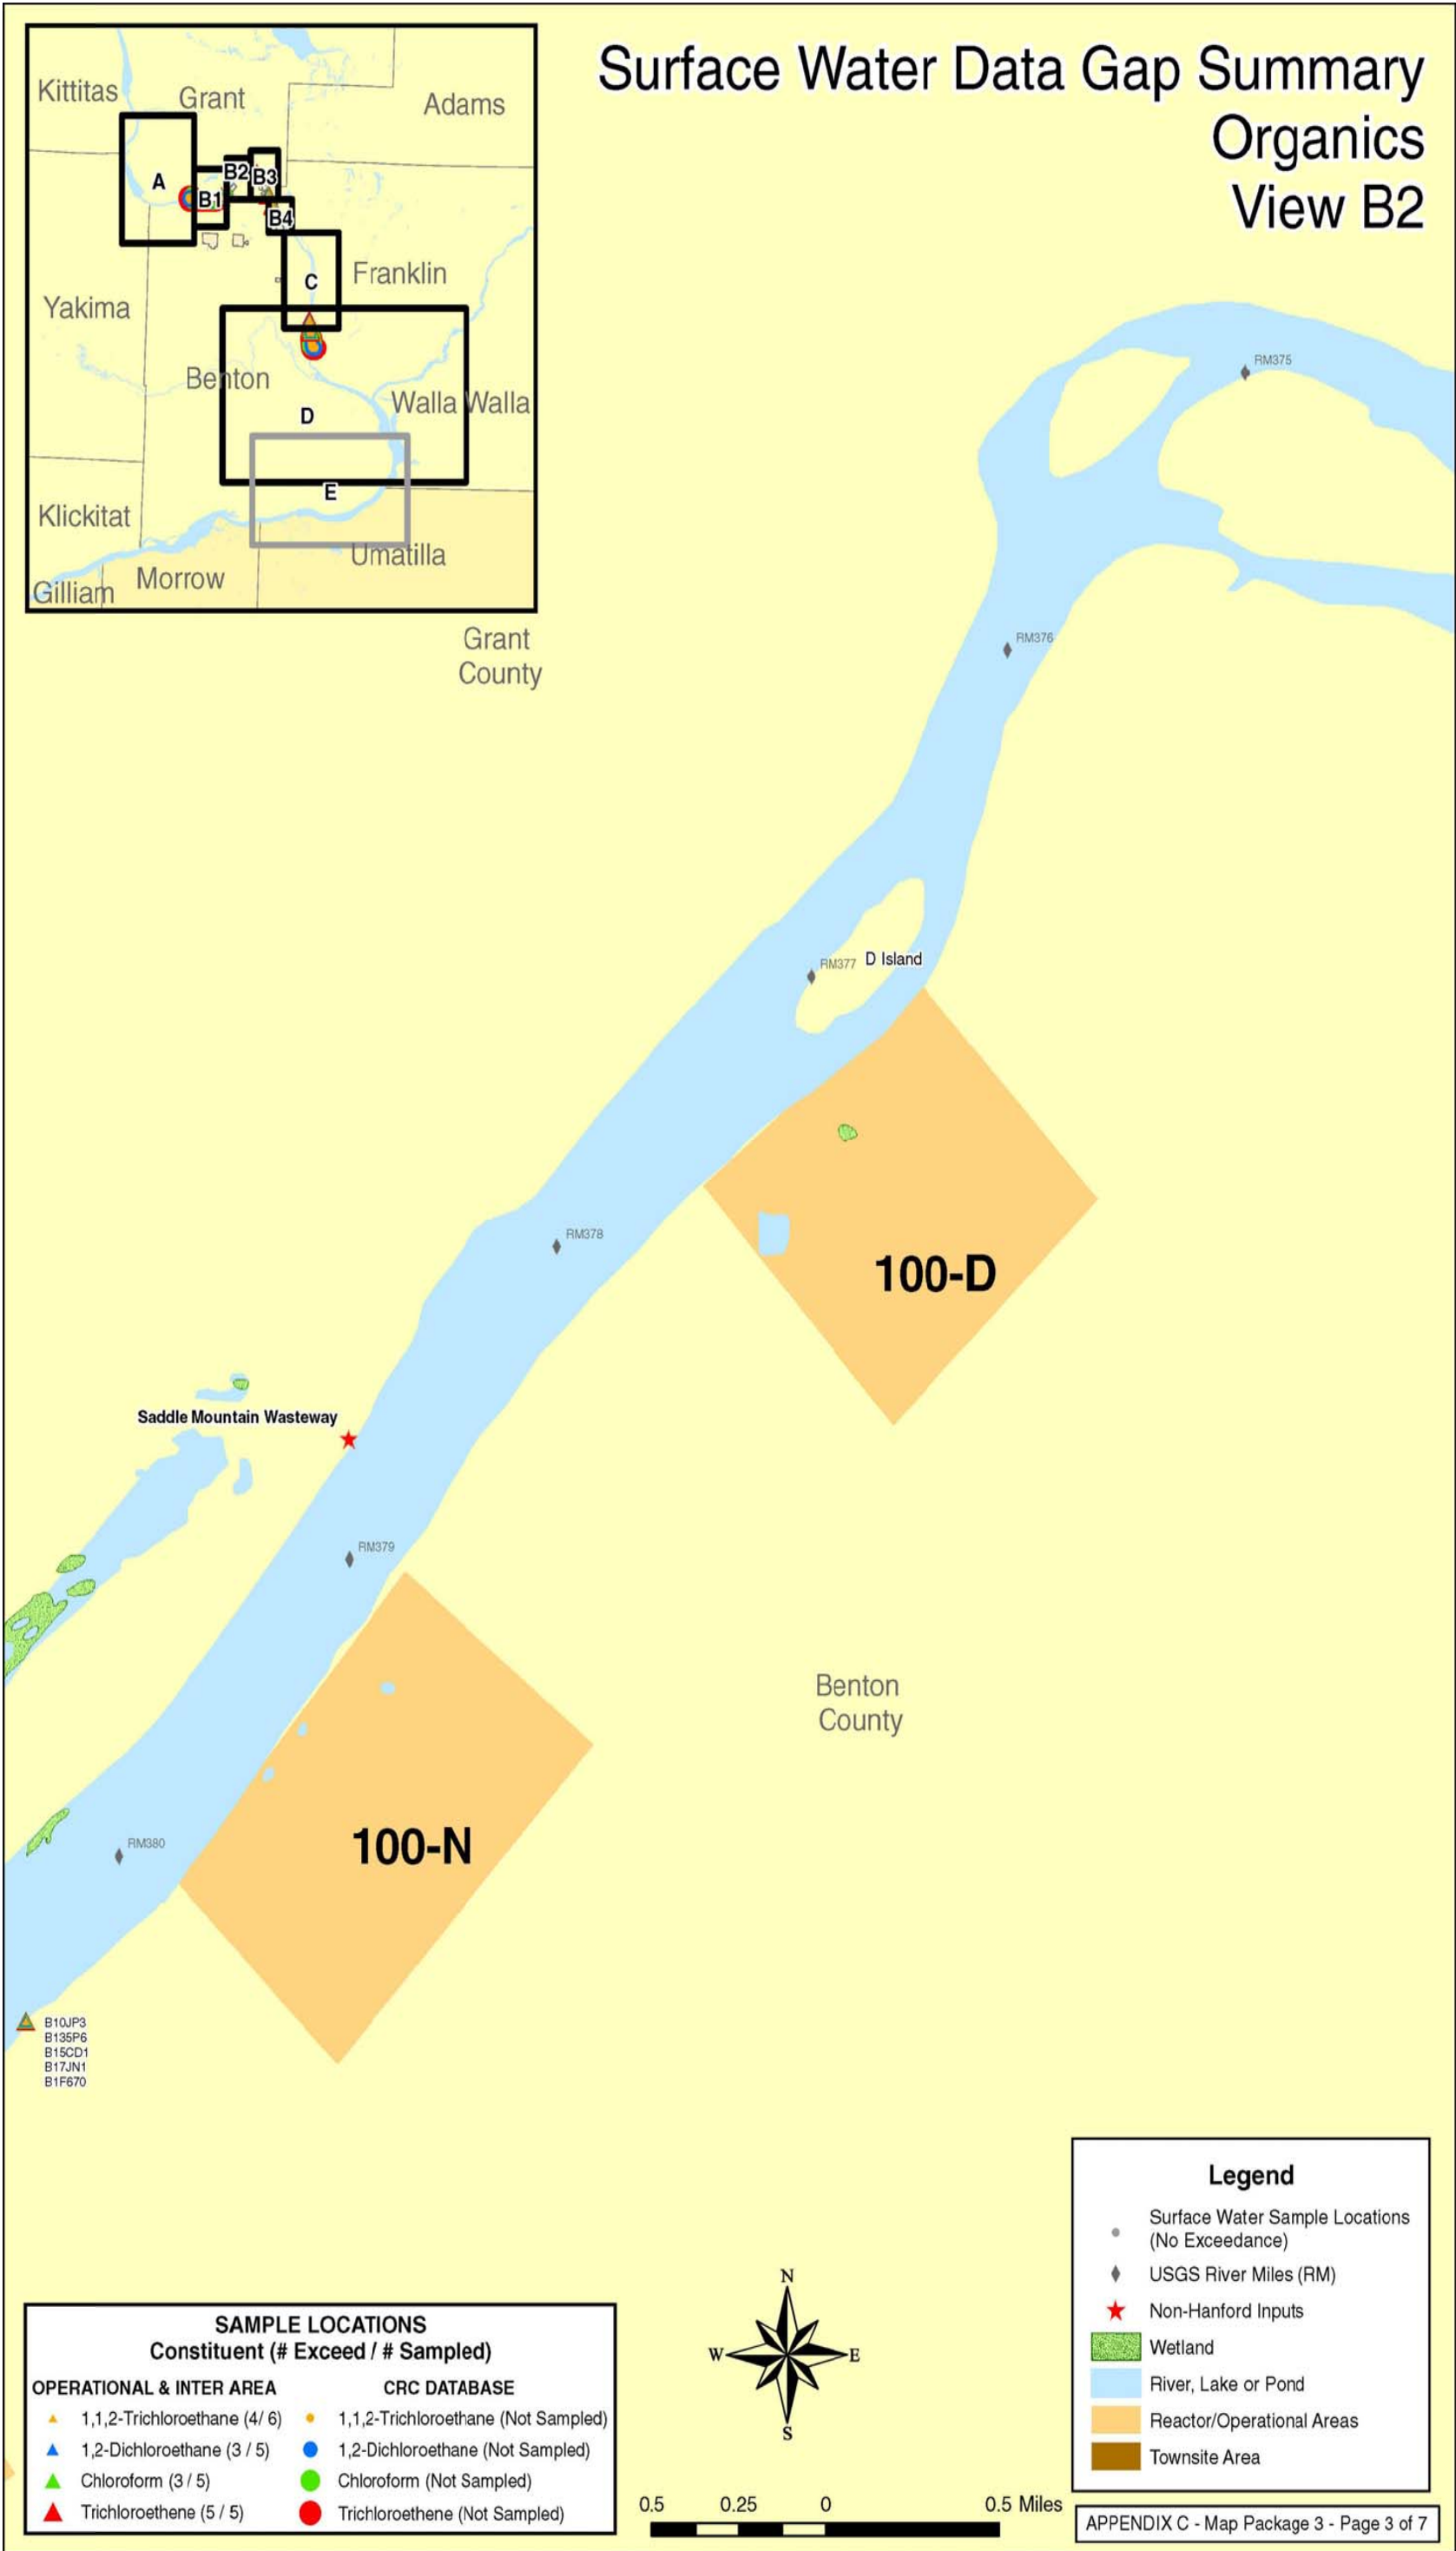 Surface Water Data Gap Summary
Organics
View B2
Kittitas
Grant
Adams
A
B1
B2
B3
B4
C
Franklin
Yakima
Benton
D
Walla Walla
E
Klickitat
Umatilla
Morrow
Gilliam
Grant
County
RM375
RM376
RM377
D Island
RM378
100-D
Saddle Mountain Wasteway
RM379
Benton
County
100-N
RM380
B10JP3
B135P6
B15CD1
B17JN1
B1F670
SAMPLE LOCATIONS
Constituent (# Exceed / # Sampled)
OPERATIONAL & INTER AREA
1,1,2-Trichloroethane (4/ 6)
1,2-Dichloroethane (3 / 5)
Chloroform (3 / 5)
Trichloroethene (5 / 5)
CRC DATABASE
1,1,2-Trichloroethane (Not Sampled)
1,2-Dichloroethane (Not Sampled)
Chloroform (Not Sampled)
Trichloroethene (Not Sampled)
N
W
E
S
0.5 0.25 0 0.5 Miles
Legend
Surface Water Sample Locations
(No Exceedance)
USGS River Miles (RM)
Non-Hanford Inputs
Wetland
River, Lake or Pond
Reactor/Operational Areas
Townsite Area
APPENDIX C - Map Package 3 - Page 3 of 7